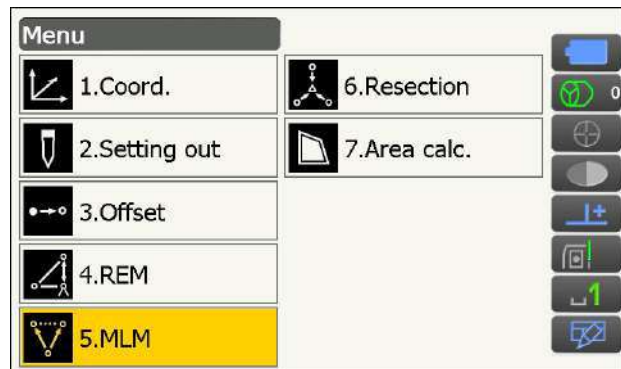 Menu
1.Coord.
2.Setting out
3.Offset
4.REM
5.MLM
6.Resection
7.Area calc.
0
1